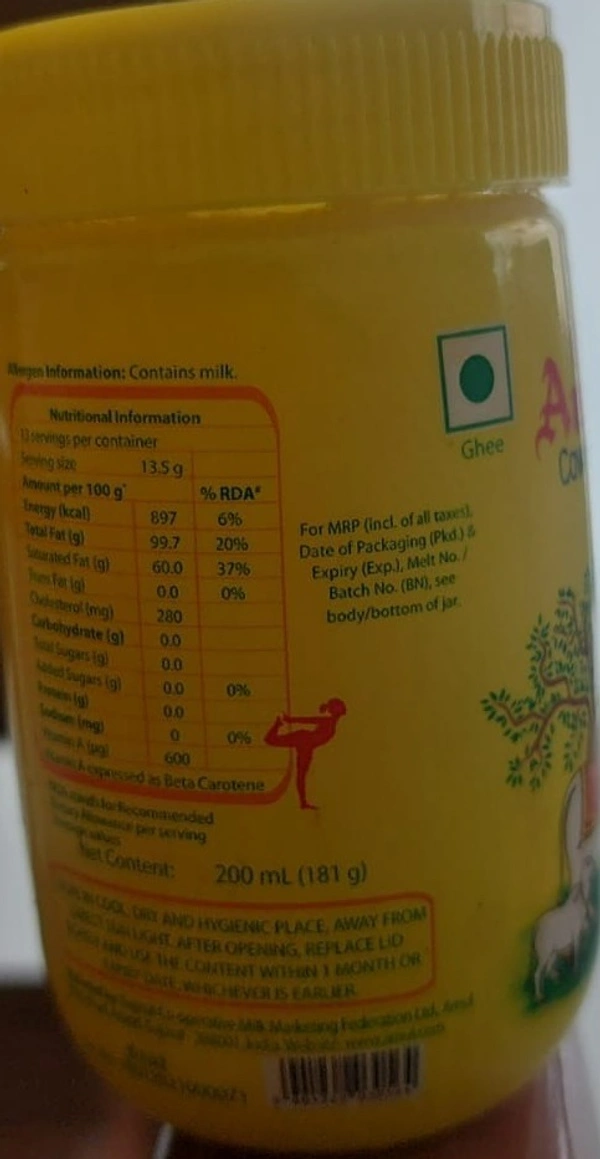 Allergen Information: Contains milk.
Nutritional Information
13 servings per container
Serving size 13.5 g
Amount per 100 g* % RDA#
Energy (kcal) 897 6%
Total Fat (g) 99.7 20%
Saturated Fat (g) 60.0 37%
Trans Fat (g) 0.0 0%
Cholesterol (mg) 280
Carbohydrate (g) 0.0
Total Sugars (g) 0.0
Added Sugars (g) 0.0 0%
Protein (g) 0.0
Sodium (mg) 0 0%
Vitamin A (µg) 600
Vitamin A expressed as Beta Carotene
RDA stands for Recommended
Dietary Allowance per serving
Net Content: 200 mL (181 g)
Ghee
For MRP (incl. of all taxes),
Date of Packaging (Pkd.) &
Expiry (Exp.), Melt No. /
Batch No. (BN), see
body/bottom of jar.
COOL, DRY AND HYGIENIC PLACE, AWAY FROM
DIRECT SUNLIGHT. AFTER OPENING, REPLACE LID
AND USE THE CONTENT WITHIN 1 MONTH OR
EXPIRY DATE, WHICHEVER IS EARLIER.
Co-operative Milk Marketing Federation Ltd,
India. Website: www.amul.com